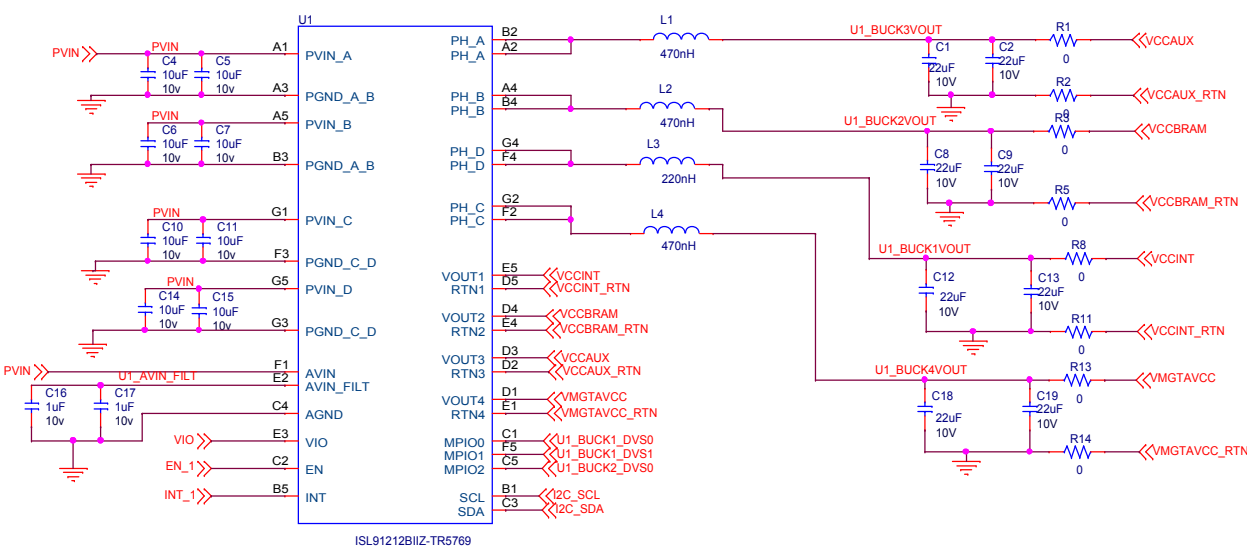 U1
PVIN
PVIN
A1
PVIN_A
C4
10uF
10v
C5
10uF
10v
A3
PGND_A_B
PVIN
A5
PVIN_B
C6
10uF
10v
C7
10uF
10v
B3
PGND_A_B
PVIN
G1
PVIN_C
C10
10uF
10v
C11
10uF
10v
F3
PGND_C_D
PVIN
G5
PVIN_D
C14
10uF
10v
C15
10uF
10v
G3
PGND_C_D
PVIN
F1
AVIN
U1_AVIN_FILT
E2
AVIN_FILT
C16
1uF
10v
C17
1uF
10v
C4
AGND
VIO
E3
VIO
EN_1
C2
EN
INT_1
B5
INT
PH_A
B2
PH_A
A2
PH_B
A4
PH_B
B4
PH_D
G4
PH_D
F4
PH_C
G2
PH_C
F2
VOUT1
E5
VCCINT
RTN1
D5
VCCINT_RTN
VOUT2
D4
VCCBRAM
RTN2
E4
VCCBRAM_RTN
VOUT3
D3
VCCAUX
RTN3
D2
VCCAUX_RTN
VOUT4
D1
VMGTAVCC
RTN4
E1
VMGTAVCC_RTN
MPIO0
C1
U1_BUCK1_DVS0
MPIO1
F5
U1_BUCK1_DVS1
MPIO2
C5
U1_BUCK2_DVS0
SCL
B1
I2C_SCL
SDA
C3
I2C_SDA
ISL91212BIIZ-TR5769
L1
470nH
L2
470nH
L3
220nH
L4
470nH
U1_BUCK3VOUT
C1
22uF
10V
C2
22uF
10V
R1
0
VCCAUX
R2
0
VCCAUX_RTN
U1_BUCK2VOUT
C8
22uF
10V
C9
22uF
10V
R3
0
VCCBRAM
R5
0
VCCBRAM_RTN
U1_BUCK1VOUT
C12
22uF
10V
C13
22uF
10V
R8
0
VCCINT
R11
0
VCCINT_RTN
U1_BUCK4VOUT
C18
22uF
10V
C19
22uF
10V
R13
0
VMGTAVCC
R14
0
VMGTAVCC_RTN